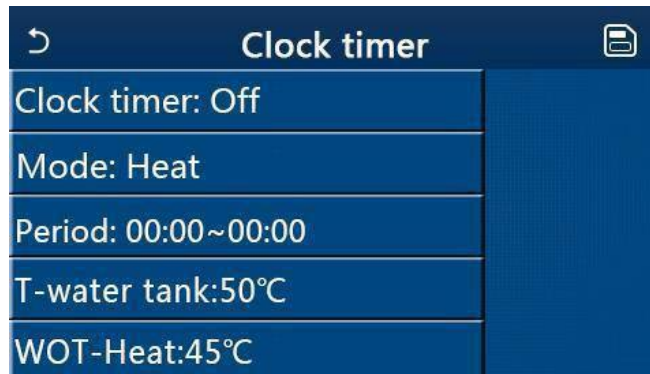 Clock timer
Clock timer: Off
Mode: Heat
Period: 00:00~00:00
T-water tank:50℃
WOT-Heat:45℃